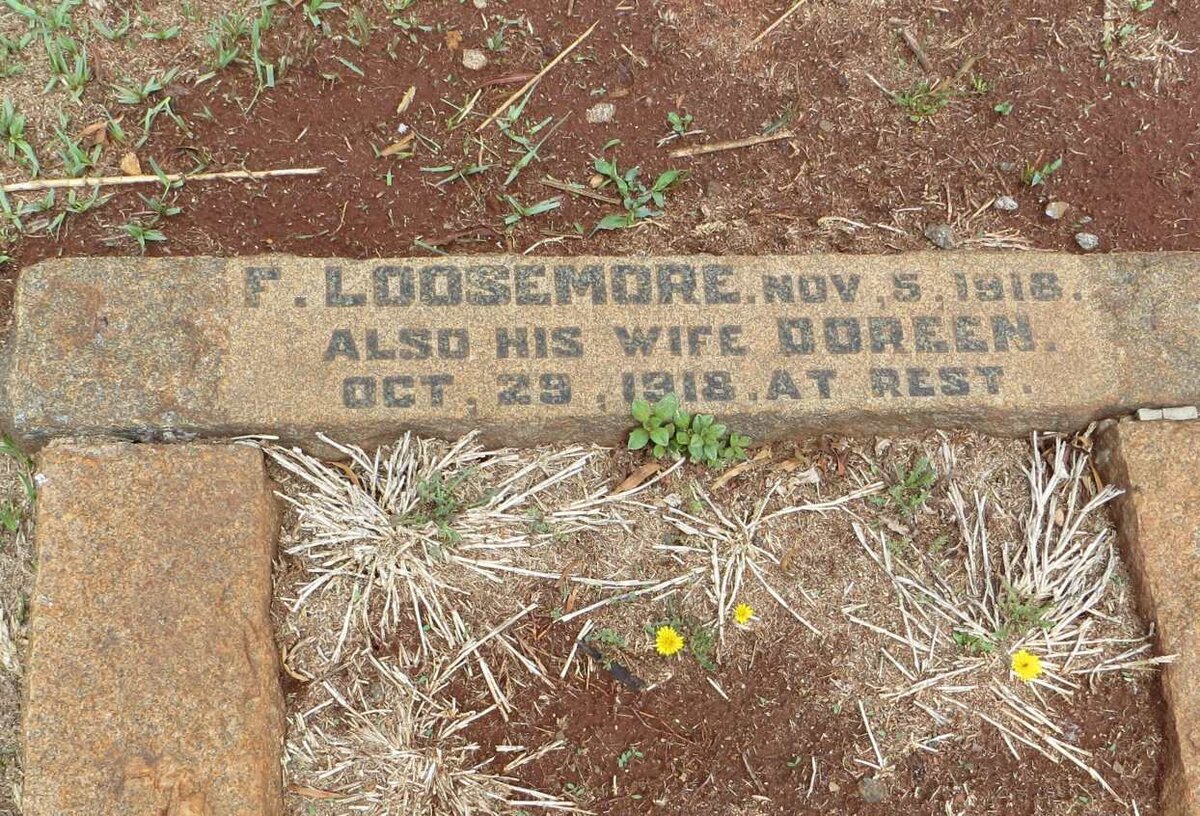 F. LOOSEMORE. NOV. 5, 1918.
ALSO HIS WIFE DOREEN.
OCT, 29, 1918. AT REST.